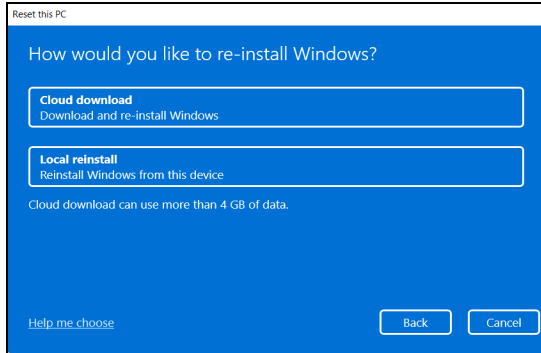 Reset this PC
How would you like to re-install Windows?
Cloud download
Download and re-install Windows
Local reinstall
Reinstall Windows from this device
Cloud download can use more than 4 GB of data.
Help me choose
Back
Cancel